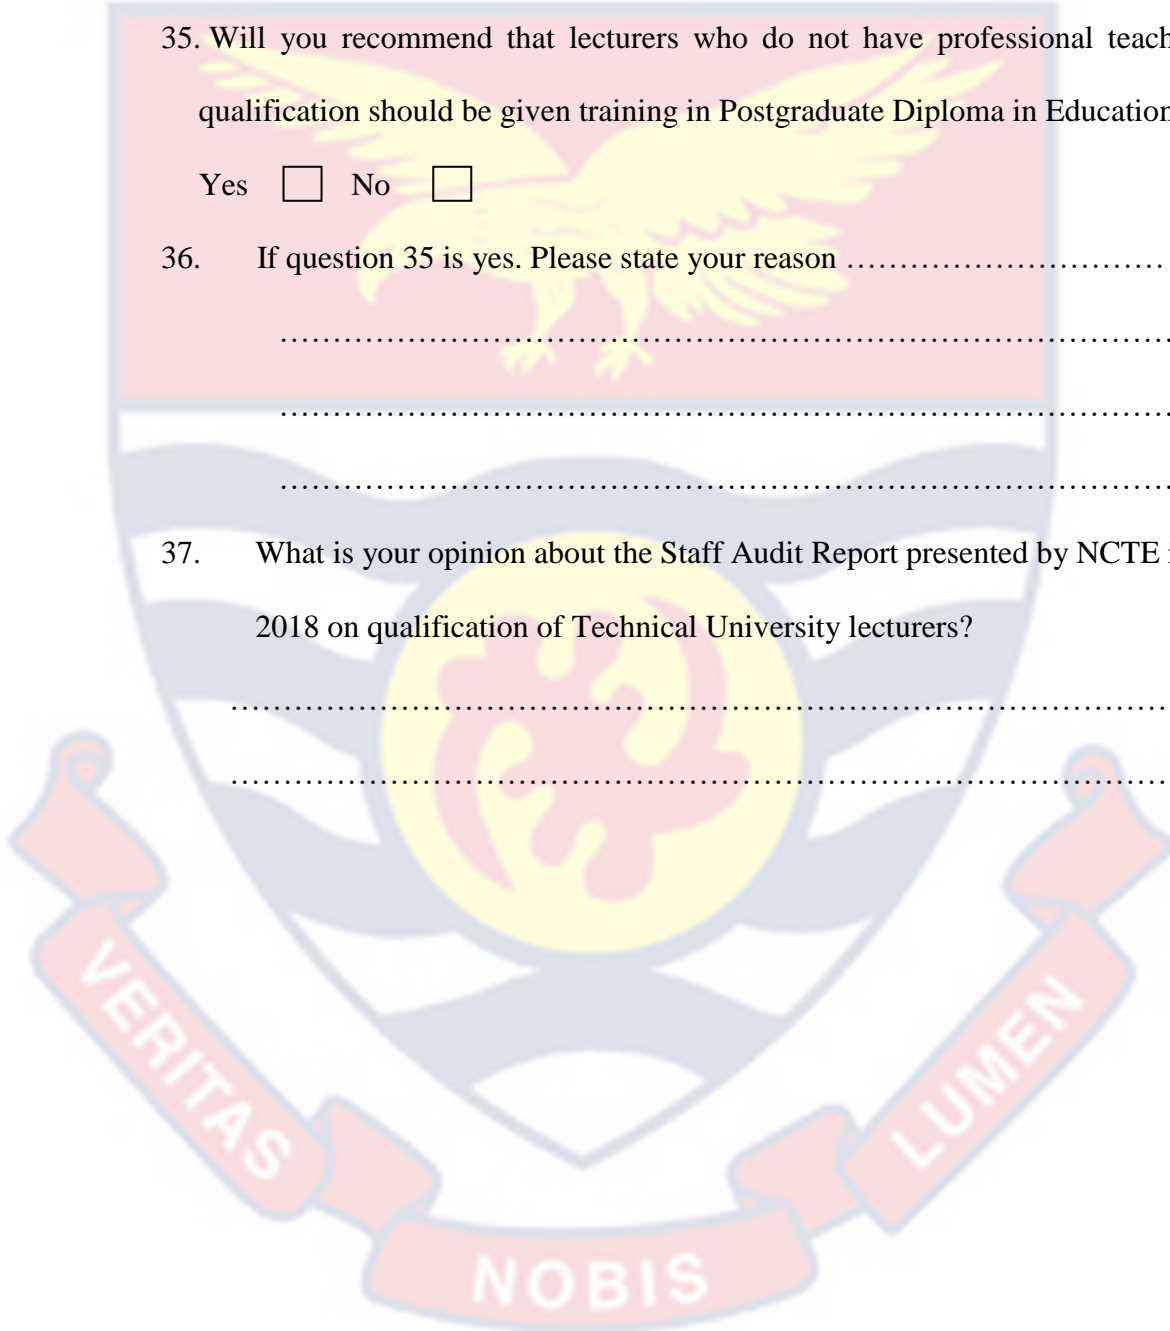 35. Will you recommend that lecturers who do not have professional teach
qualification should be given training in Postgraduate Diploma in Education
Yes □ No □
36. If question 35 is yes. Please state your reason ……………………………
………………………………………………………………………………
………………………………………………………………………………
………………………………………………………………………………
37. What is your opinion about the Staff Audit Report presented by NCTE
2018 on qualification of Technical University lecturers?
………………………………………………………………………………
………………………………………………………………………………
VERITAS
NOBIS
LUMEN